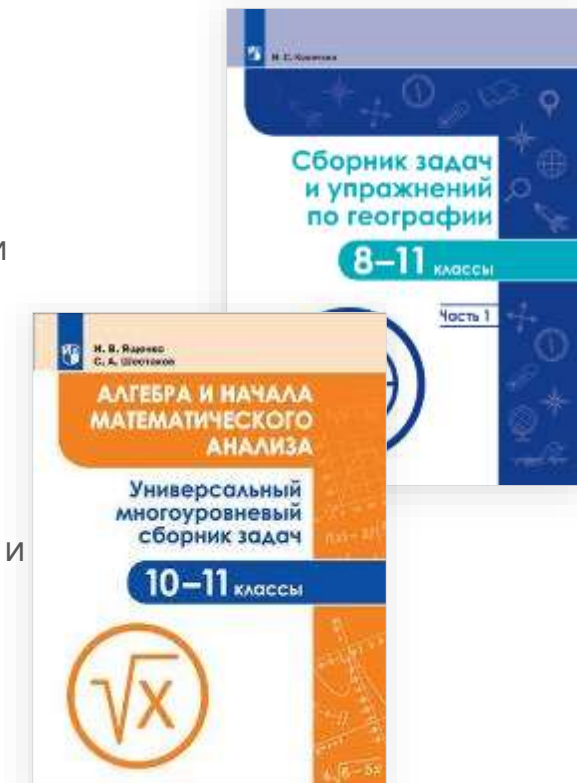 Сборник задач
и упражнений
по географии
8–11 классы
Часть 1
и
и
И. В. Ященко
С. А. Шестаков
АЛГЕБРА И НАЧАЛА
МАТЕМАТИЧЕСКОГО
АНАЛИЗА
Универсальный
многоуровневый
сборник задач
10–11 классы
√x